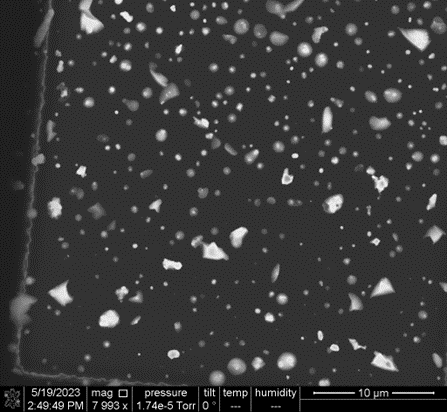 5/19/2023 mag pressure tilt temp humidity
2:49:49 PM 7 993 x 1.74e-5 Torr 0 ° --- --- 10 µm